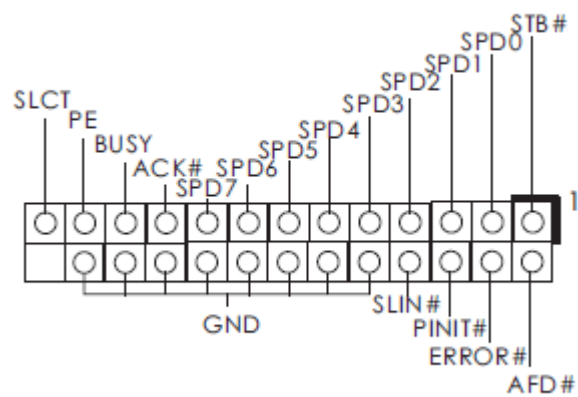 STB#
SPD0
SPD1
SPD2
SPD3
SPD4
SPD5
SPD6
SPD7
ACK#
BUSY
PE
SLCT
1
GND
SLIN#
PINIT#
ERROR#
AFD#